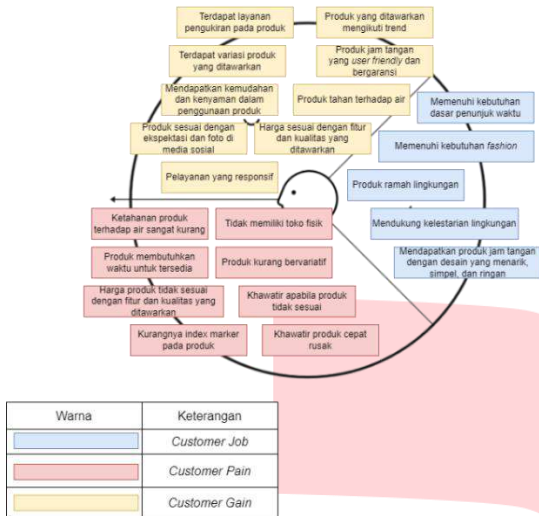 Terdapat layanan
pengukiran pada produk
Produk yang ditawarkan
mengikuti trend
Terdapat variasi produk
yang ditawarkan
Produk jam tangan
yang user friendly dan
bergaransi
Mendapatkan kemudahan
dan kenyaman dalam
penggunaan produk
Produk tahan terhadap air
Memenuhi kebutuhan
dasar penunjuk waktu
Produk sesuai dengan
ekspektasi dan foto di
media sosial
Harga sesuai dengan fitur
dan kualitas yang
ditawarkan
Memenuhi kebutuhan fashion
Pelayanan yang responsif
Produk ramah lingkungan
Ketahanan produk
terhadap air sangat kurang
Tidak memiliki toko fisik
Mendukung kelestarian lingkungan
Produk membutuhkan
waktu untuk tersedia
Produk kurang bervariatif
Mendapatkan produk jam tangan
dengan desain yang menarik,
simpel, dan ringan
Harga produk tidak sesuai
dengan fitur dan kualitas yang
ditawarkan
Khawatir apabila produk
tidak sesuai
Kurangnya index marker
pada produk
Khawatir produk cepat
rusak
Warna
Keterangan
Customer Job
Customer Pain
Customer Gain